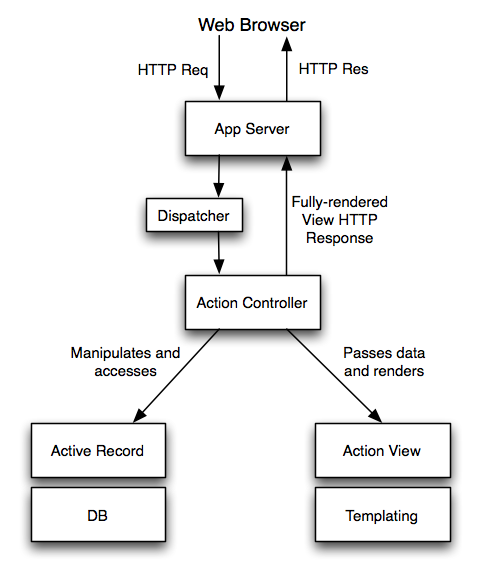 Web Browser
HTTP Req
HTTP Res
App Server
Dispatcher
Fully-rendered
View HTTP
Response
Action Controller
Manipulates and
accesses
Passes data
and renders
Active Record
Action View
DB
Templating